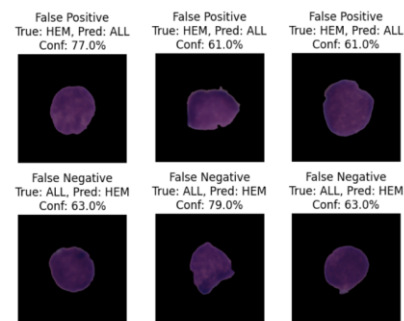 False Positive
True: HEM, Pred: ALL
Conf: 77.0%
False Positive
True: HEM, Pred: ALL
Conf: 61.0%
False Positive
True: HEM, Pred: ALL
Conf: 61.0%
False Negative
True: ALL, Pred: HEM
Conf: 63.0%
False Negative
True: ALL, Pred: HEM
Conf: 79.0%
False Negative
True: ALL, Pred: HEM
Conf: 63.0%